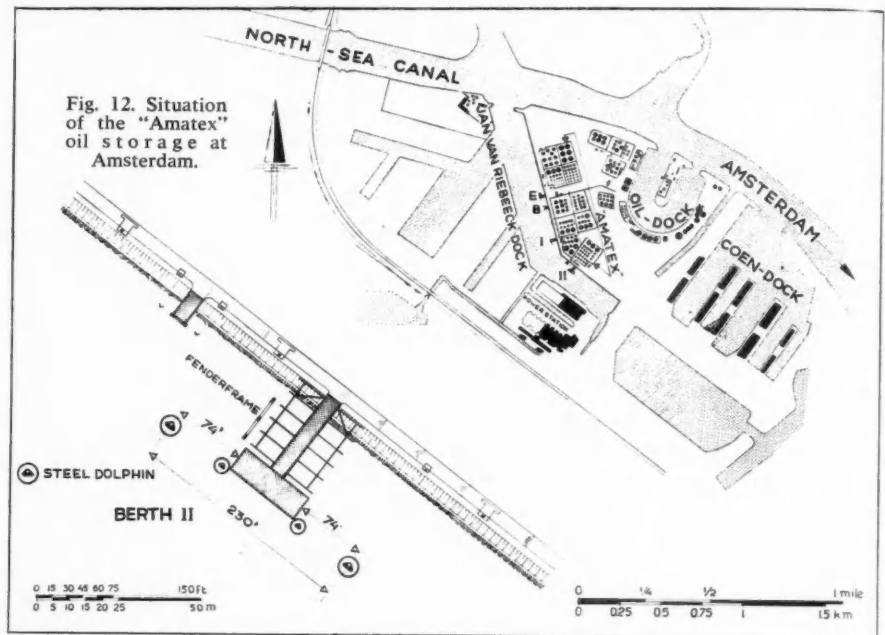 NORTH-SEA CANAL
Fig. 12. Situation
of the "Amatex"
oil storage at
Amsterdam.
JAN VAN RIEBEECK-DOCK
E
B
I
II
AMATEX
OIL-DOCK
AMSTERDAM
COEN-DOCK
POWER STATION
FENDERFRAME
74'
STEEL DOLPHIN
BERTH II
230'
74'
0 15 30 45 60 75 150 ft
0 5 10 15 20 25 50 m
0 1/4 1/2 1 mile
0 0.25 0.5 0.75 1 1.5 km